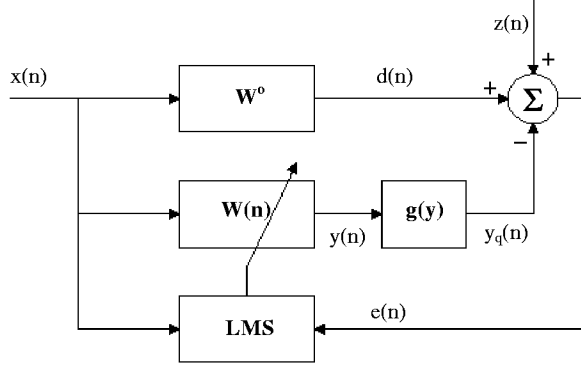 z(n)
x(n)
d(n)
+
W°
+
Σ
−
W(n)
g(y)
y(n)
y_q(n)
LMS
e(n)